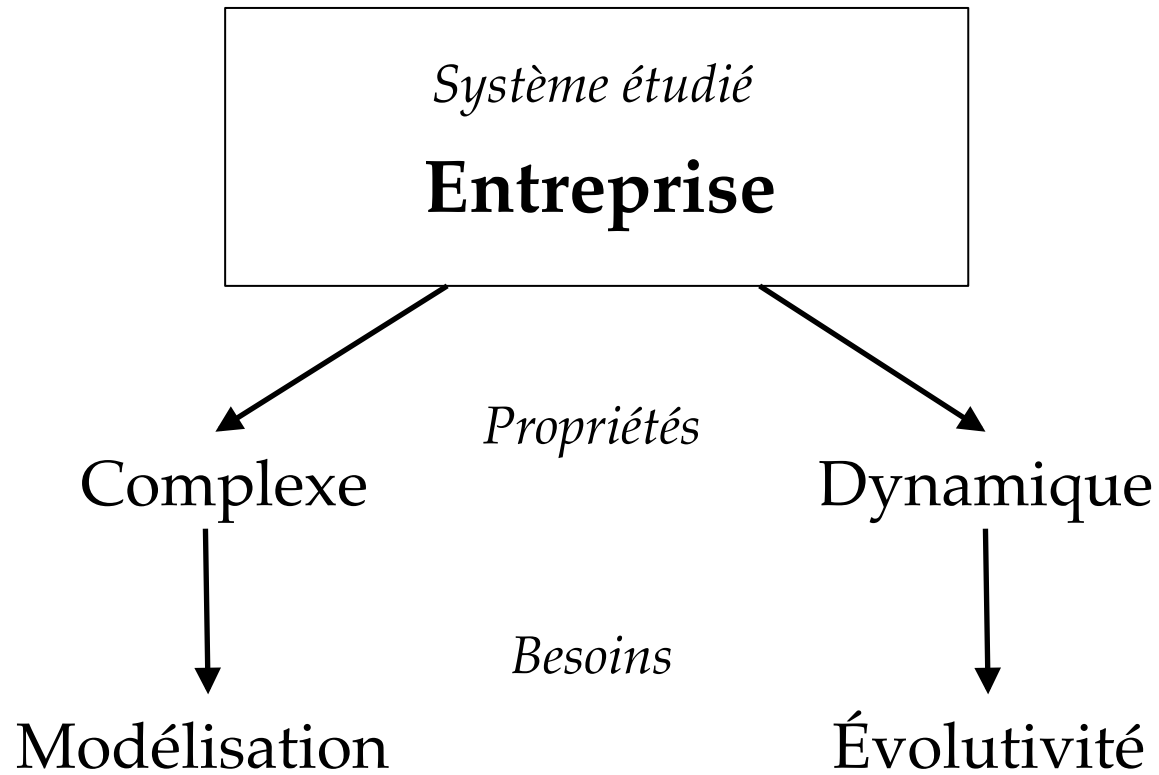 Système étudié
Entreprise
Propriétés
Complexe
Dynamique
Besoins
Modélisation
Évolutivité